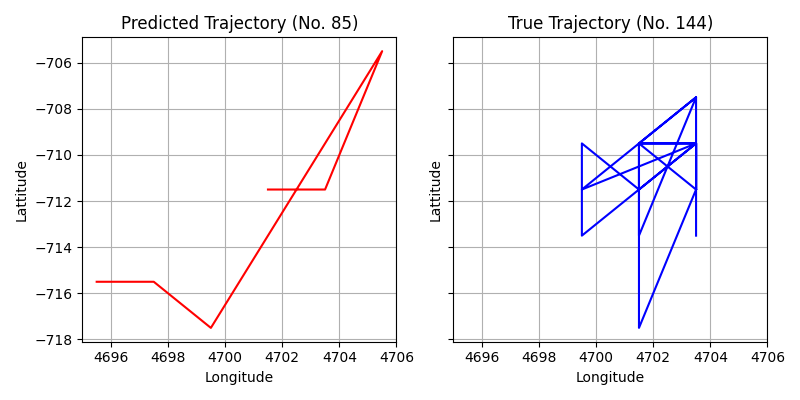 Predicted Trajectory (No. 85)
True Trajectory (No. 144)
Lattitude
−706
−708
−710
−712
−714
−716
−718
4696 4698 4700 4702 4704 4706
Longitude
Lattitude
4696 4698 4700 4702 4704 4706
Longitude